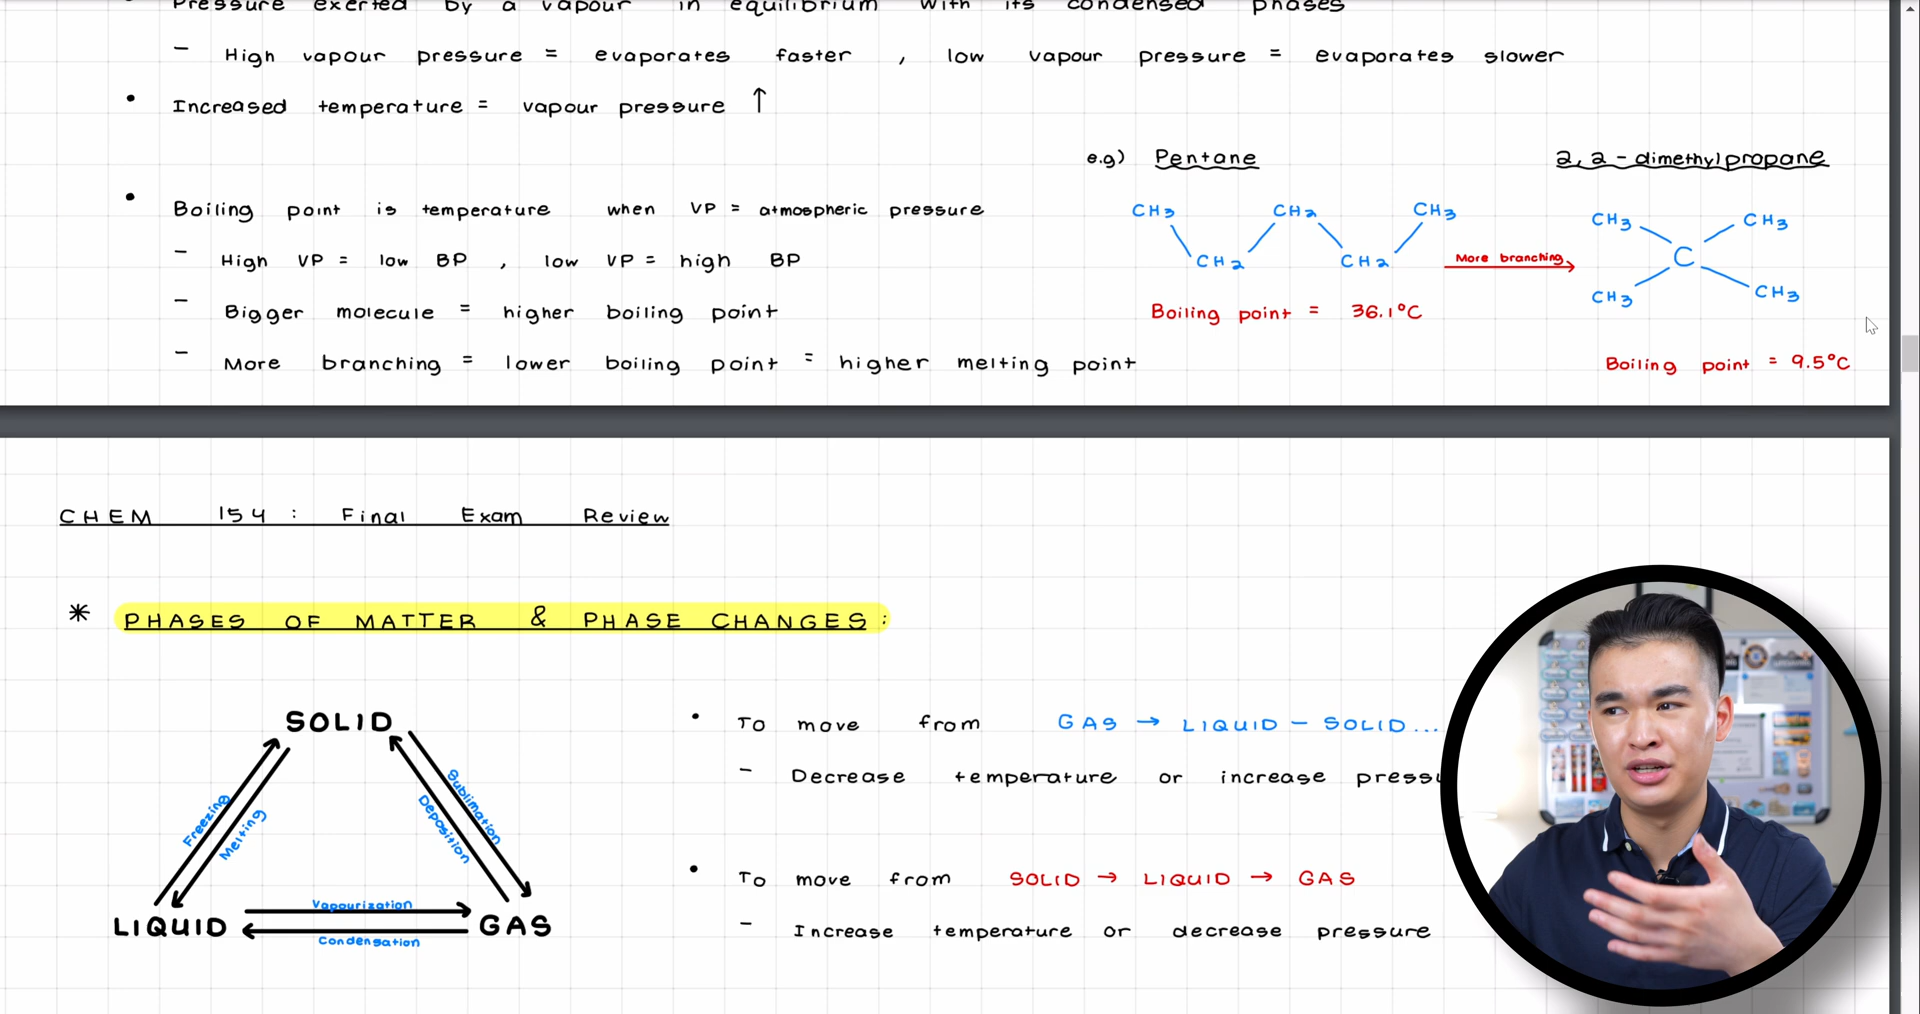 Pressure exerted by a vapour in equilibrium with its condensed phases
- High vapour pressure = evaporates faster , low vapour pressure = evaporates slower
• Increased temperature = vapour pressure ↑
e.g) Pentane
2,2-dimethylpropane
• Boiling point is temperature when VP = atmospheric pressure
- High VP = low BP , low VP = high BP
- Bigger molecule = higher boiling point
- More branching = lower boiling point = higher melting point
CH3 CH2 CH3
CH2 CH2
Boiling point = 36.1°C
More branching
CH3 CH3
C
CH3 CH3
Boiling point = 9.5°C
CHEM 154 : Final Exam Review
* PHASES OF MATTER & PHASE CHANGES :
SOLID
Freezing
Melting
Sublimation
Deposition
LIQUID
Vapourization
Condensation
GAS
• To move from GAS → LIQUID - SOLID...
- Decrease temperature or increase pressu
• To move from SOLID → LIQUID → GAS
- Increase temperature or decrease pressure